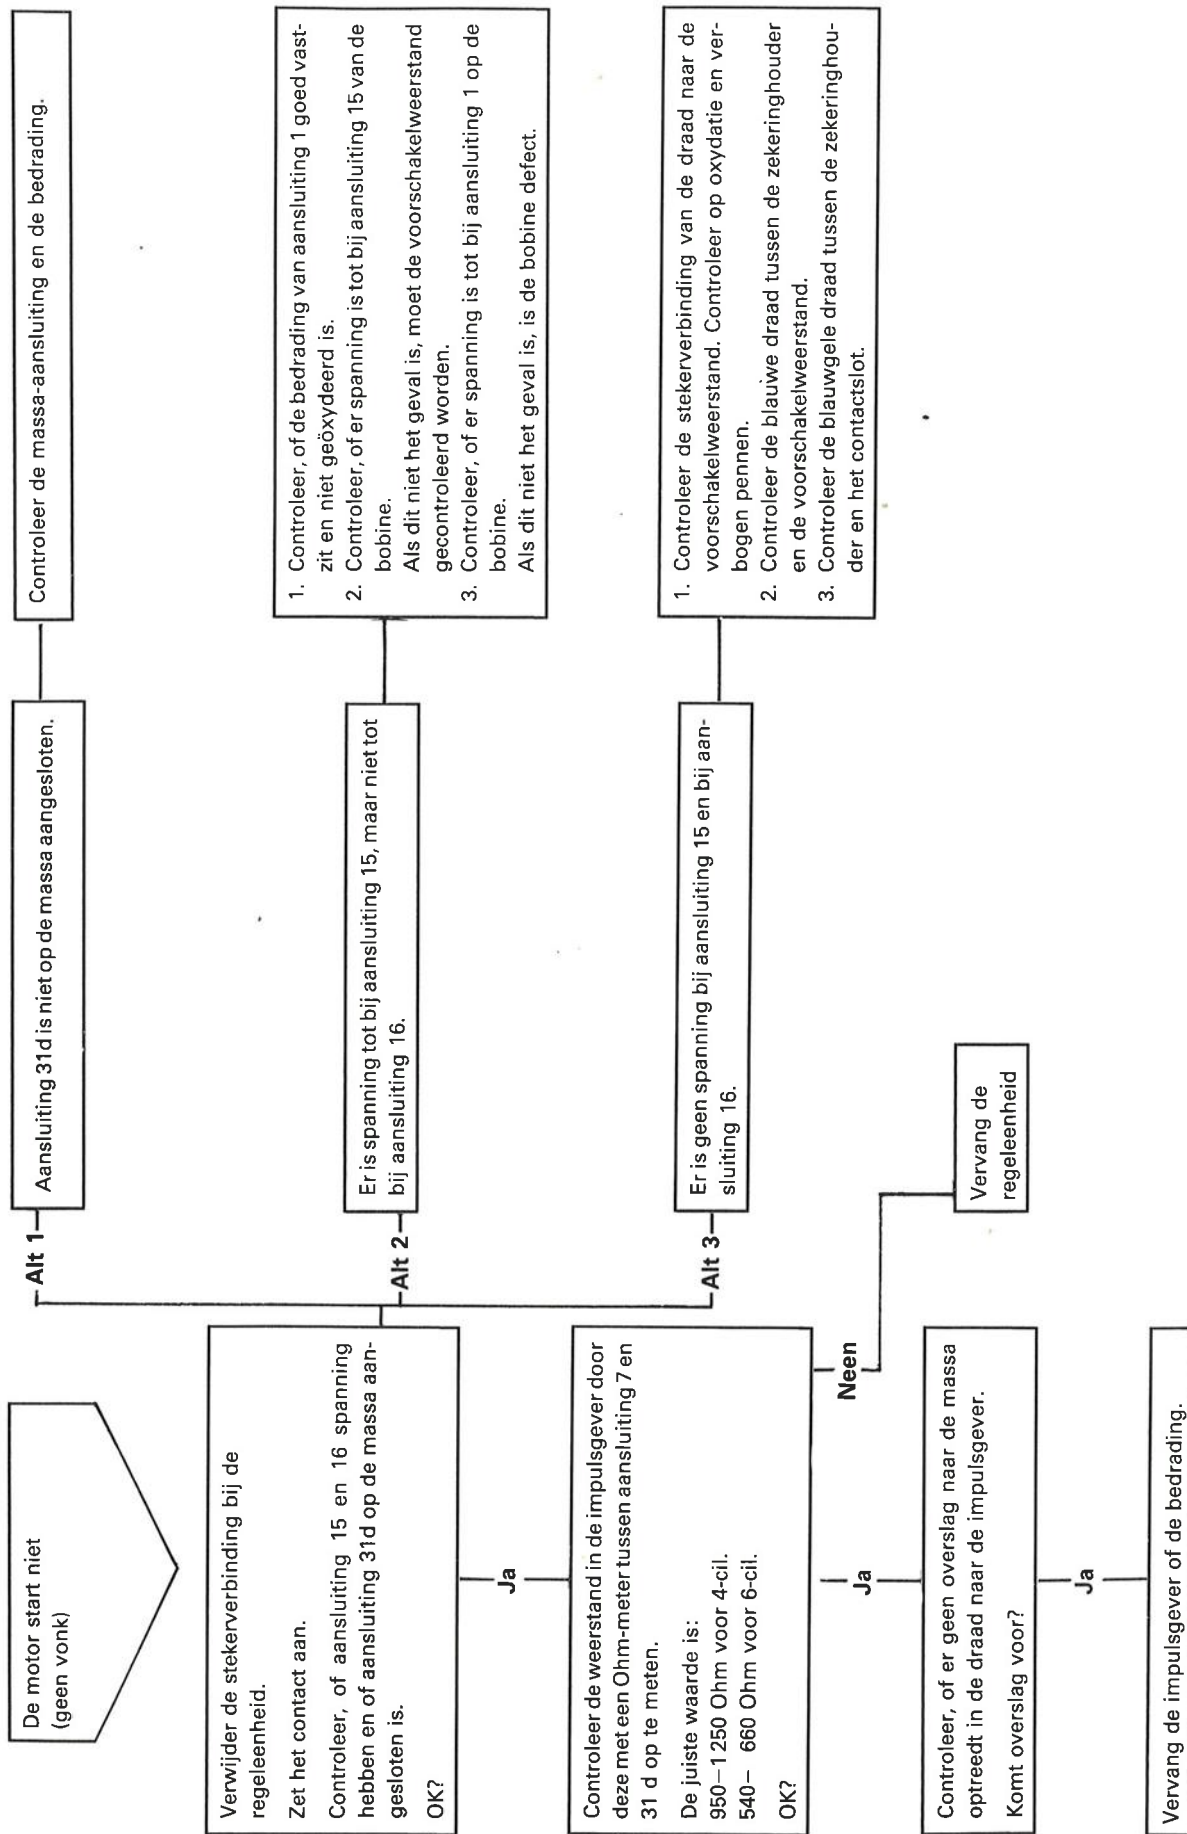 De motor start niet
(geen vonk)
Verwijder de stekerverbinding bij de
regeleenheid.
Zet het contact aan.
Controleer, of aansluiting 15 en 16 spanning
hebben en of aansluiting 31d op de massa aan-
gesloten is.
OK?
Alt 1
Aansluiting 31d is niet op de massa aangesloten.
Controleer de massa-aansluiting en de bedrading.
Alt 2
Er is spanning tot bij aansluiting 15, maar niet tot
bij aansluiting 16.
1. Controleer, of de bedrading van aansluiting 1 goed vast-
zit en niet geöxydeerd is.
2. Controleer, of er spanning is tot bij aansluiting 15 van de
bobine.
Als dit niet het geval is, moet de voorschakelweerstand
gecontroleerd worden.
3. Controleer, of er spanning is tot bij aansluiting 1 op de
bobine.
Als dit niet het geval is, is de bobine defect.
Alt 3
Er is geen spanning bij aansluiting 15 en bij aan-
sluiting 16.
1. Controleer de stekerverbinding van de draad naar de
voorschakelweerstand. Controleer op oxydatie en ver-
bogen pennen.
2. Controleer de blauwe draad tussen de zekeringhouder
en de voorschakelweerstand.
3. Controleer de blauwgele draad tussen de zekeringhou-
der en het contactslot.
Ja
Controleer de weerstand in de impulsgever door
deze met een Ohm-meter tussen aansluiting 7 en
31 d op te meten.
De juiste waarde is:
950–1250 Ohm voor 4-cil.
540– 660 Ohm voor 6-cil.
OK?
Neen
Vervang de
regeleenheid
Ja
Controleer, of er geen overslag naar de massa
optreedt in de draad naar de impulsgever.
Komt overslag voor?
Ja
Vervang de impulsgever of de bedrading.